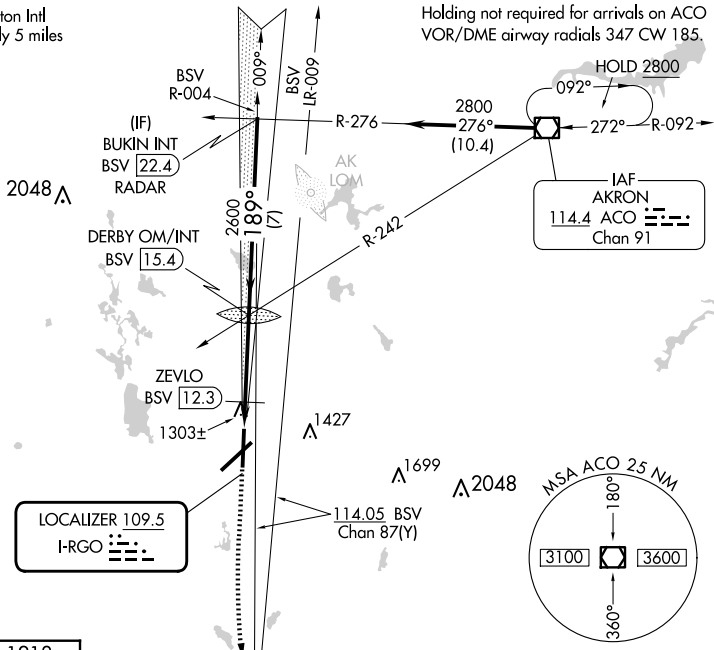 ton Intl
ly 5 miles
Holding not required for arrivals on ACO
VOR/DME airway radials 347 CW 185.
HOLD 2800
092°
272°
R-092
2800
276°
(10.4)
R-276
BSV
R-004
009°
BSV
LR-009
(IF)
BUKIN INT
BSV 22.4
RADAR
AK
LOM
IAF
AKRON
114.4 ACO
Chan 91
2048
2600
189°
(7)
R-242
DERBY OM/INT
BSV 15.4
ZEVLO
BSV 12.3
1303±
1427
1699
2048
LOCALIZER 109.5
I-RGO
114.05 BSV
Chan 87(Y)
MSA ACO 25 NM
180°
3100
3600
360°